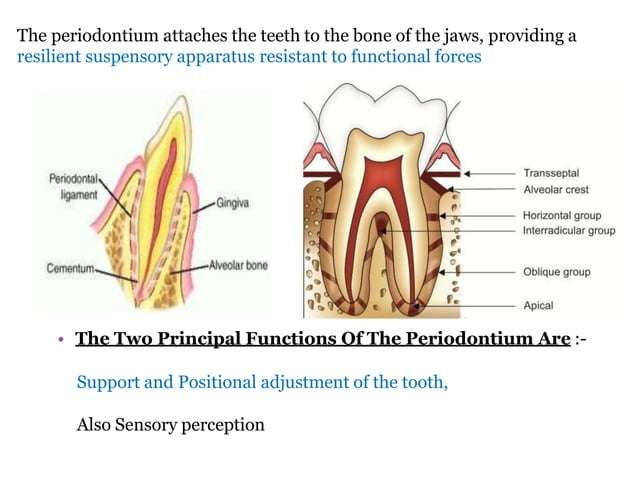 The periodontium attaches the teeth to the bone of the jaws, providing a
resilient suspensory apparatus resistant to functional forces
Periodontal
ligament
Gingiva
Cementum
Alveolar bone
Transseptal
Alveolar crest
Horizontal group
Interradicular group
Oblique group
Apical
• The Two Principal Functions Of The Periodontium Are :-
Support and Positional adjustment of the tooth,
Also Sensory perception